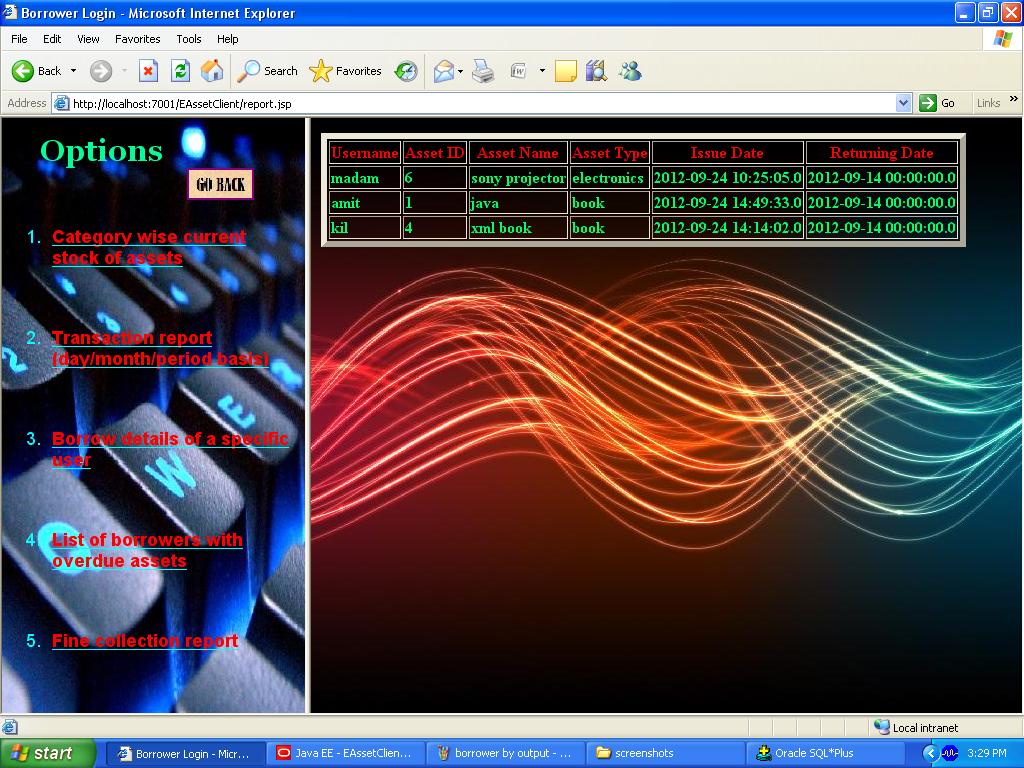 Borrower Login - Microsoft Internet Explorer
File Edit View Favorites Tools Help
Back Search Favorites
Address http://localhost:7001/EAssetClient/report.jsp Go Links »
Options
GO BACK
1. Category wise current
stock of assets
2. Transaction report
(day/month/period basis)
3. Borrow details of a specific
user
4. List of borrowers with
overdue assets
5. Fine collection report
Username Asset ID Asset Name Asset Type Issue Date Returning Date
madam 6 sony projector electronics 2012-09-24 10:25:05.0 2012-09-14 00:00:00.0
amit 1 java book 2012-09-24 14:49:33.0 2012-09-14 00:00:00.0
kil 4 xml book book 2012-09-24 14:14:02.0 2012-09-14 00:00:00.0
W
E
Local intranet
start Borrower Login - Micr... Java EE - EAssetClien... borrower by output - ... screenshots Oracle SQL*Plus 3:29 PM